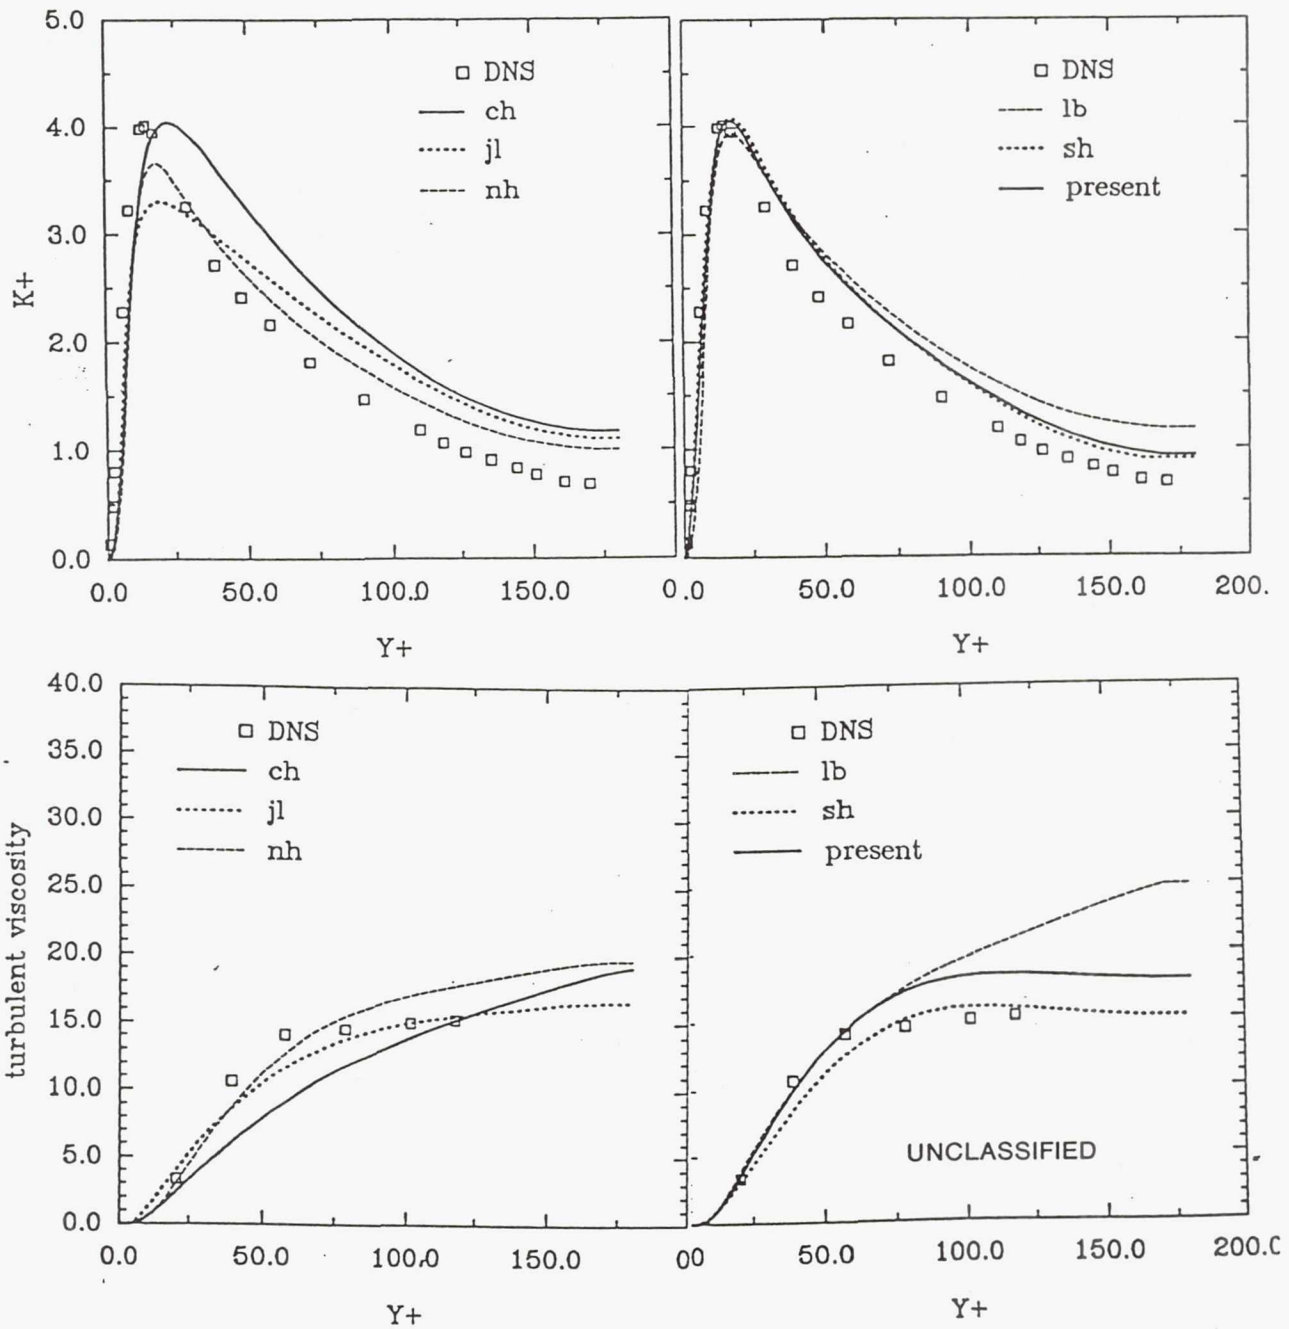 5.0
4.0
3.0
2.0
1.0
0.0
K+
DNS
ch
jl
nh
0.0 50.0 100.0 150.0
Y+
DNS
lb
sh
present
0.0 50.0 100.0 150.0 200.
Y+
40.0
35.0
30.0
25.0
20.0
15.0
10.0
5.0
0.0
turbulent viscosity
DNS
ch
jl
nh
0.0 50.0 100.0 150.0
Y+
DNS
lb
sh
present
UNCLASSIFIED
00 50.0 100.0 150.0 200.0
Y+